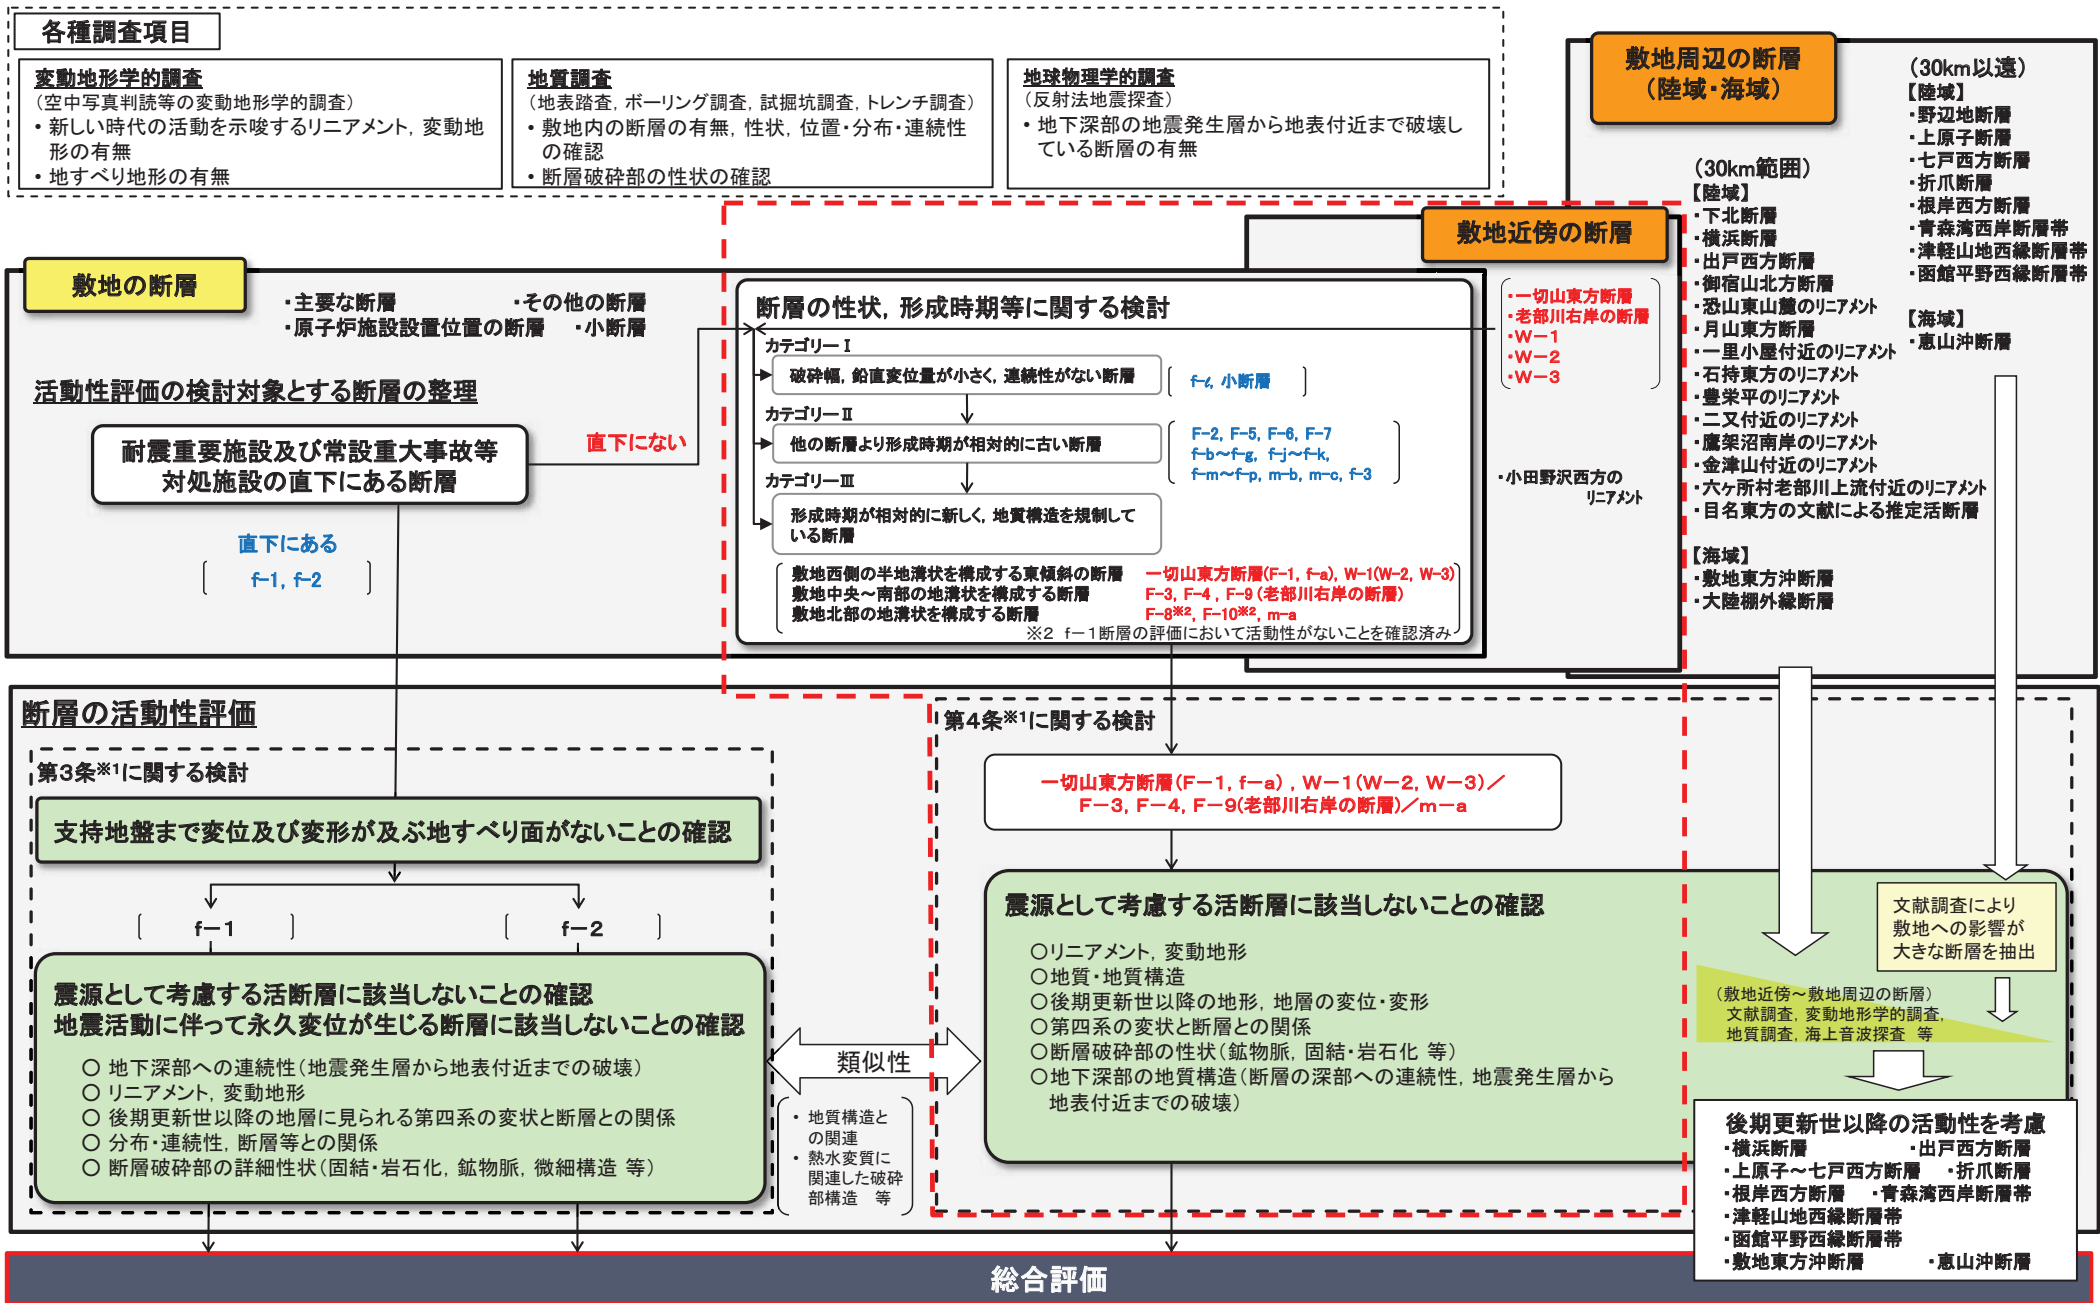 各種調査項目
変動地形学的調査
（空中写真判読等の変動地形学的調査）
・新しい時代の活動を示唆するリニアメント，変動地
形の有無
・地すべり地形の有無
地質調査
（地表踏査，ボーリング調査，試掘坑調査，トレンチ調査）
・敷地内の断層の有無，性状，位置・分布・連続性
の確認
・断層破砕部の性状の確認
地球物理学的調査
（反射法地震探査）
・地下深部の地震発生層から地表付近まで破壊し
ている断層の有無
敷地周辺の断層
（陸域・海域）
（30km以遠）
【陸域】
・野辺地断層
・上原子断層
・七戸西方断層
・折爪断層
・根岸西方断層
・青森湾西岸断層帯
・津軽山地西縁断層帯
・函館平野西縁断層帯
【海域】
・恵山沖断層
（30km範囲）
【陸域】
・下北断層
・横浜断層
・出戸西方断層
・御宿山北方断層
・恐山東山麓のリニアメント
・月山東方断層
・一里小屋付近のリニアメント
・石持東方のリニアメント
・豊栄平のリニアメント
・二又付近のリニアメント
・鷹架沼南岸のリニアメント
・金津山付近のリニアメント
・六ヶ所村老部川上流付近のリニアメント
・目名東方の文献による推定活断層
【海域】
・敷地東方沖断層
・大陸棚外縁断層
敷地近傍の断層
・一切山東方断層
・老部川右岸の断層
・W－1
・W－2
・W－3
・小田野沢西方の
リニアメント
敷地の断層
・主要な断層　・その他の断層
・原子炉施設設置位置の断層　・小断層
活動性評価の検討対象とする断層の整理
耐震重要施設及び常設重大事故等
対処施設の直下にある断層
直下にない
直下にある
f-1, f-2
断層の性状，形成時期等に関する検討
カテゴリーⅠ
破砕幅，鉛直変位量が小さく，連続性がない断層
f-ℓ, 小断層
カテゴリーⅡ
他の断層より形成時期が相対的に古い断層
F-2, F-5, F-6, F-7
f-b～f-g, f-j～f-k,
f-m～f-p, m-b, m-c, f-3
カテゴリーⅢ
形成時期が相対的に新しく，地質構造を規制して
いる断層
敷地西側の半地溝状を構成する東傾斜の断層　一切山東方断層(F-1, f-a), W-1(W-2, W-3)
敷地中央～南部の地溝状を構成する断層　F-3, F-4 , F-9 (老部川右岸の断層)
敷地北部の地溝状を構成する断層　F-8※2, F-10※2, m-a
※2 f－1断層の評価において活動性がないことを確認済み
断層の活動性評価
第3条※1に関する検討
支持地盤まで変位及び変形が及ぶ地すべり面がないことの確認
f－1
f－2
震源として考慮する活断層に該当しないことの確認
地震活動に伴って永久変位が生じる断層に該当しないことの確認
○ 地下深部への連続性（地震発生層から地表付近までの破壊）
○ リニアメント，変動地形
○ 後期更新世以降の地層に見られる第四系の変状と断層との関係
○ 分布・連続性，断層等との関係
○ 断層破砕部の詳細性状（固結・岩石化，鉱物脈，微細構造 等）
類似性
・地質構造と
の関連
・熱水変質に
関連した破砕
部構造　等
第4条※1に関する検討
一切山東方断層(F－1, f－a) , W－1(W－2, W－3)／
F－3, F－4, F－9(老部川右岸の断層)／m－a
震源として考慮する活断層に該当しないことの確認
○リニアメント，変動地形
○地質・地質構造
○後期更新世以降の地形，地層の変位・変形
○第四系の変状と断層との関係
○断層破砕部の性状（鉱物脈，固結・岩石化 等）
○地下深部の地質構造（断層の深部への連続性，地震発生層から
地表付近までの破壊）
文献調査により
敷地への影響が
大きな断層を抽出
（敷地近傍～敷地周辺の断層）
文献調査，変動地形学的調査，
地質調査，海上音波探査 等
後期更新世以降の活動性を考慮
・横浜断層　・出戸西方断層
・上原子～七戸西方断層　・折爪断層
・根岸西方断層　・青森湾西岸断層帯
・津軽山地西縁断層帯
・函館平野西縁断層帯
・敷地東方沖断層　・恵山沖断層
総合評価